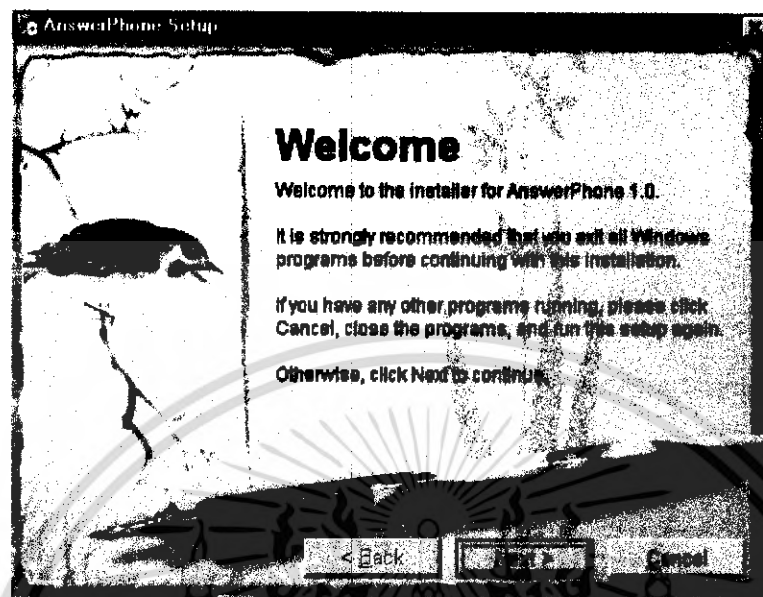 AnswerPhone Setup
Welcome
Welcome to the installer for AnswerPhone 1.0.
It is strongly recommended that you exit all Windows
programs before continuing with this installation.
If you have any other programs running, please click
Cancel, close the programs, and run this setup again.
Otherwise, click Next to continue.
< Back
Next >
Cancel